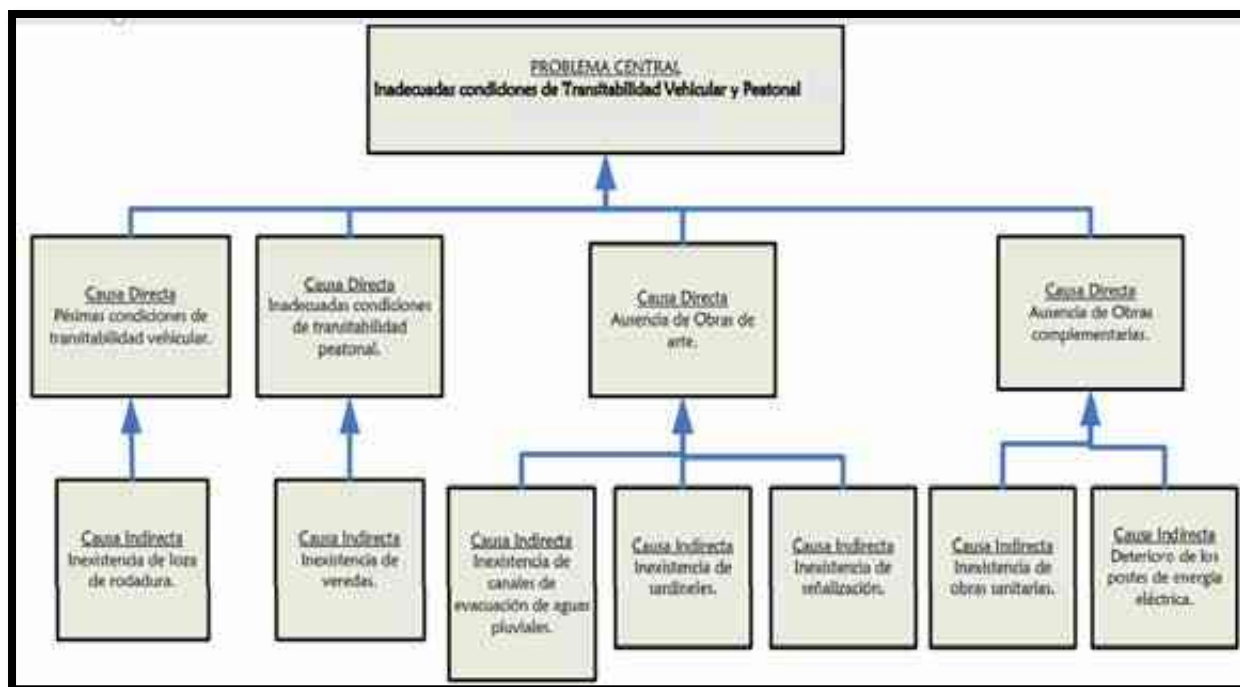 PROBLEMA CENTRAL
Inadecuadas condiciones de Transitabilidad Vehicular y Peatonal
Causa Directa
Pésimas condiciones de
transitabilidad vehicular.
Causa Directa
Inadecuadas condiciones
de transitabilidad
peatonal.
Causa Directa
Ausencia de Obras de
arte.
Causa Directa
Ausencia de Obras
complementarias.
Causa Indirecta
Inexistencia de loza
de rodadura.
Causa Indirecta
Inexistencia de
veredas.
Causa Indirecta
Inexistencia de
canales de
evacuación de aguas
pluviales.
Causa Indirecta
Inexistencia de
sardineles.
Causa Indirecta
Inexistencia de
señalización.
Causa Indirecta
Inexistencia de
obras sanitarias.
Causa Indirecta
Deterioro de los
postes de energía
eléctrica.